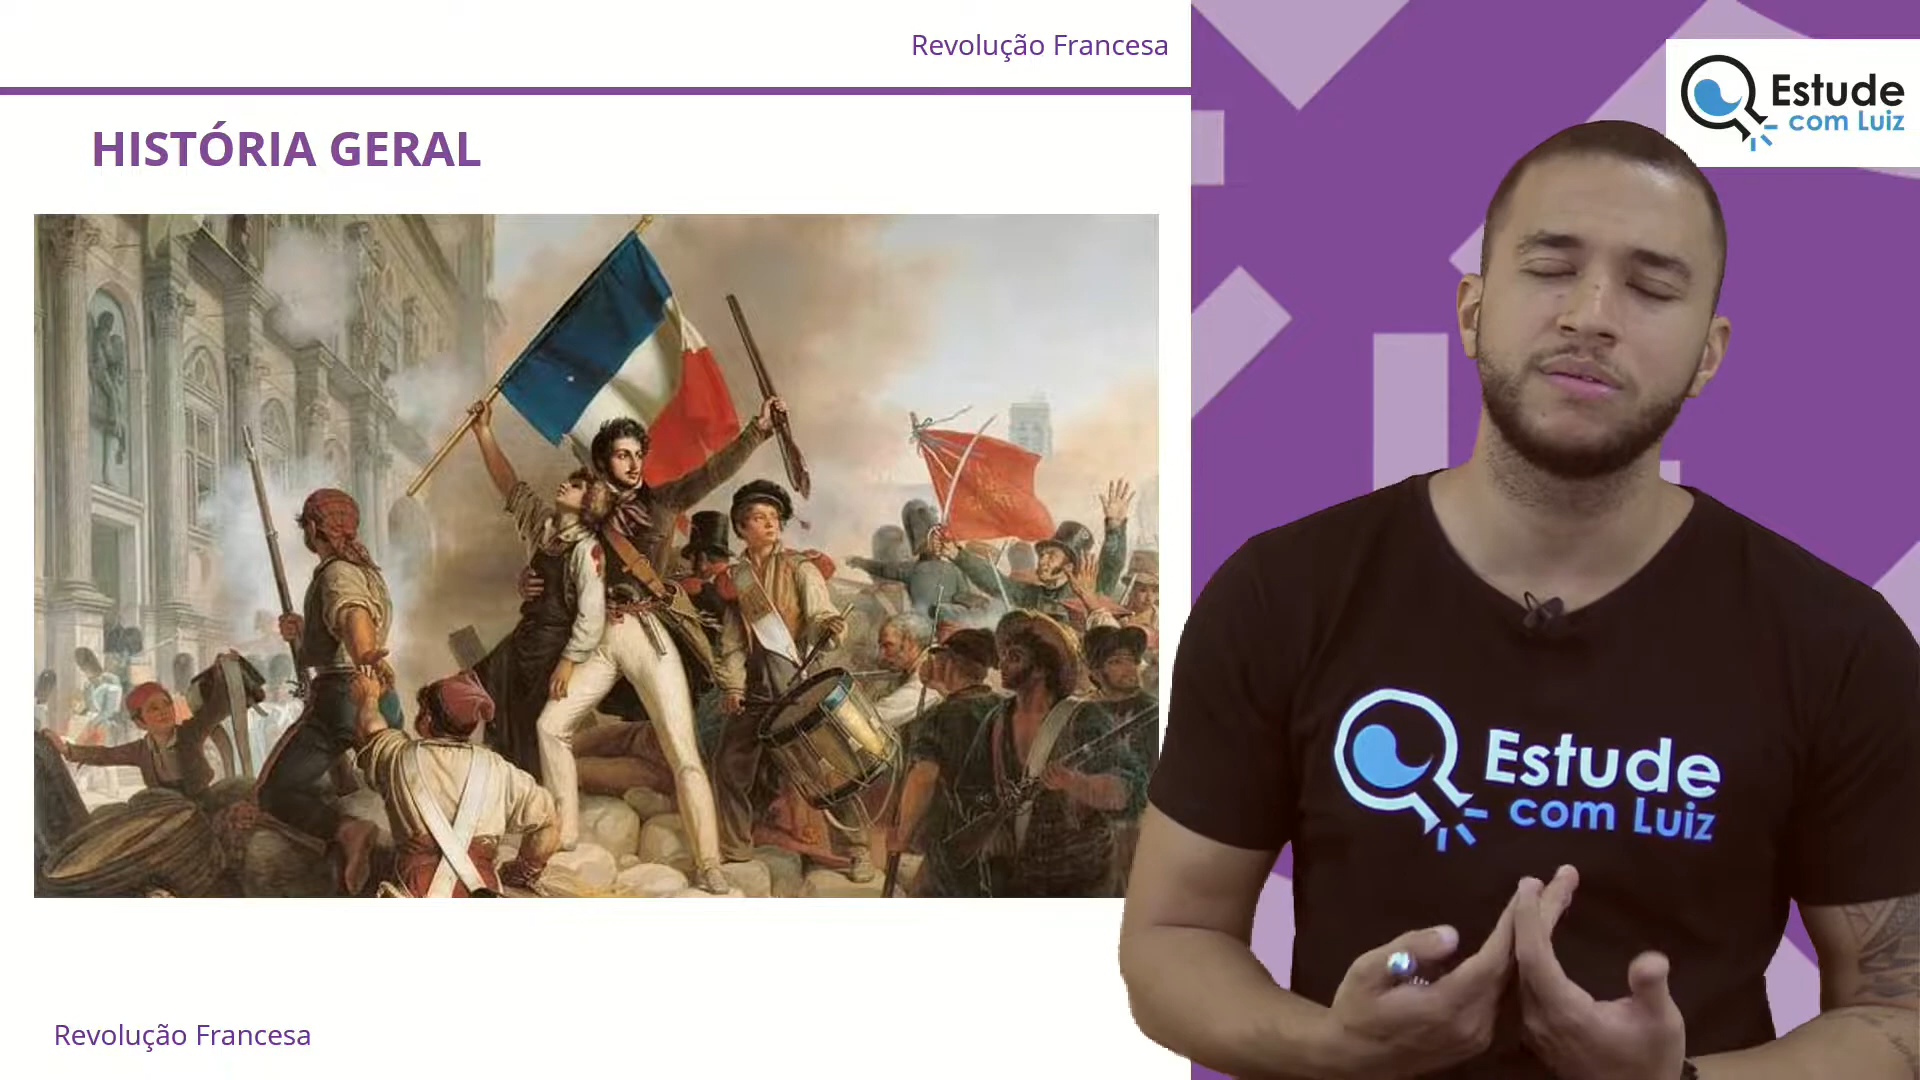 Revolução Francesa
HISTÓRIA GERAL
Estude
com Luiz
Estude
com Luiz
Revolução Francesa